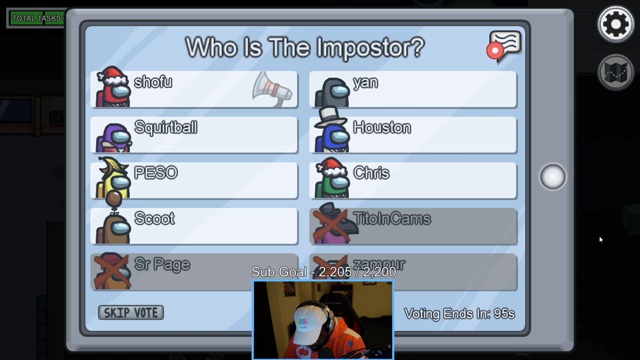 TOTAL TASKS
Who Is The Impostor?
shofu
yan
Squirtball
Houston
PESO
Chris
Scoot
TitoInCams
Sr Page
zampur
Sub Goal - 2,205 / 2,200
SKIP VOTE
Voting Ends In: 95s